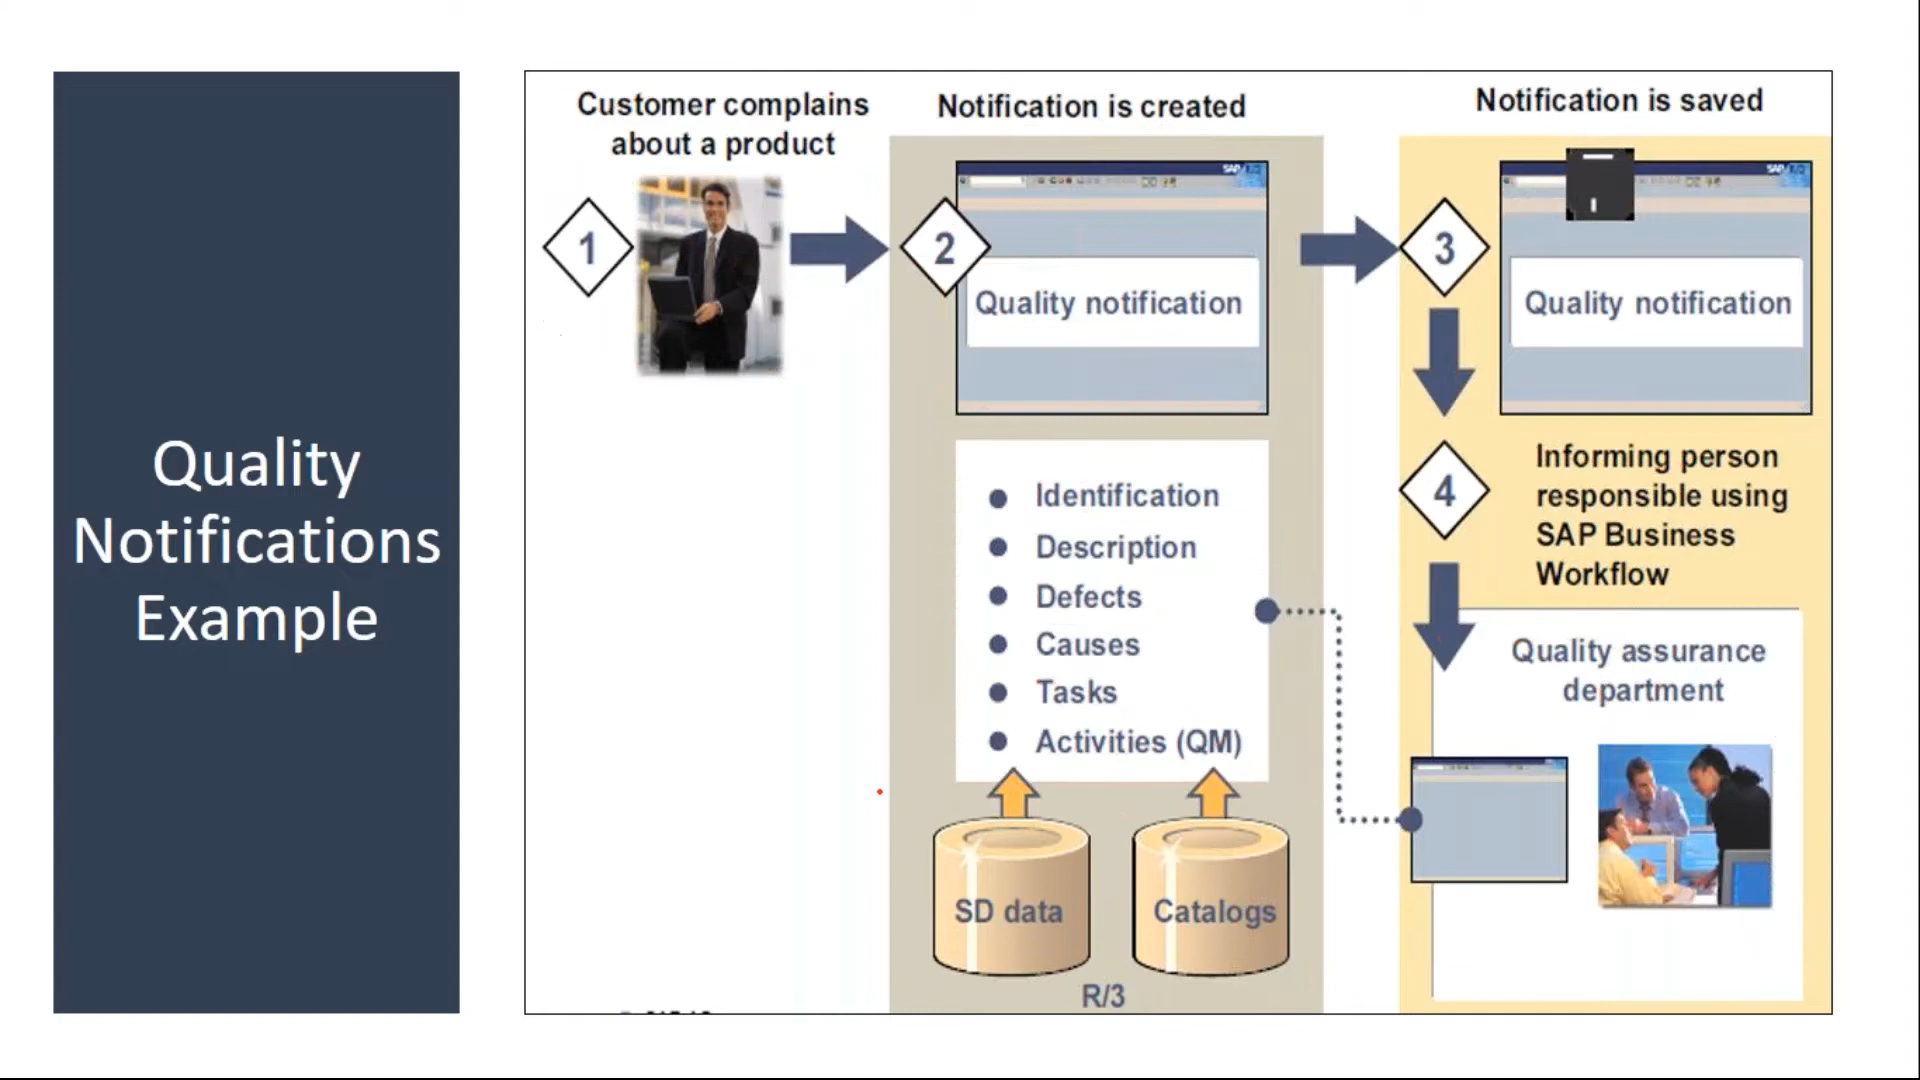 Quality
Notifications
Example
Customer complains
about a product
1
Notification is created
2
SAP
Quality notification
Identification
Description
Defects
Causes
Tasks
Activities (QM)
SD data
Catalogs
R/3
Notification is saved
3
SAP
Quality notification
4
Informing person
responsible using
SAP Business
Workflow
Quality assurance
department